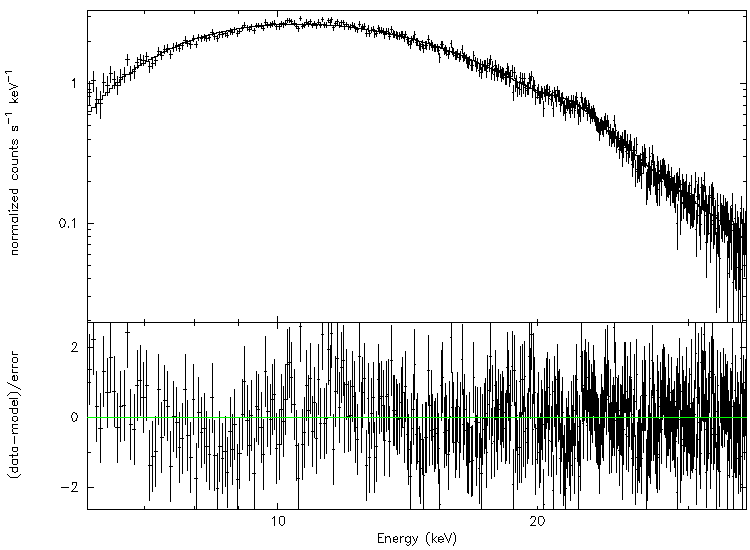 1
0.1
normalized counts s⁻¹ keV⁻¹
2
0
−2
(data−model)/error
10
20
Energy (keV)